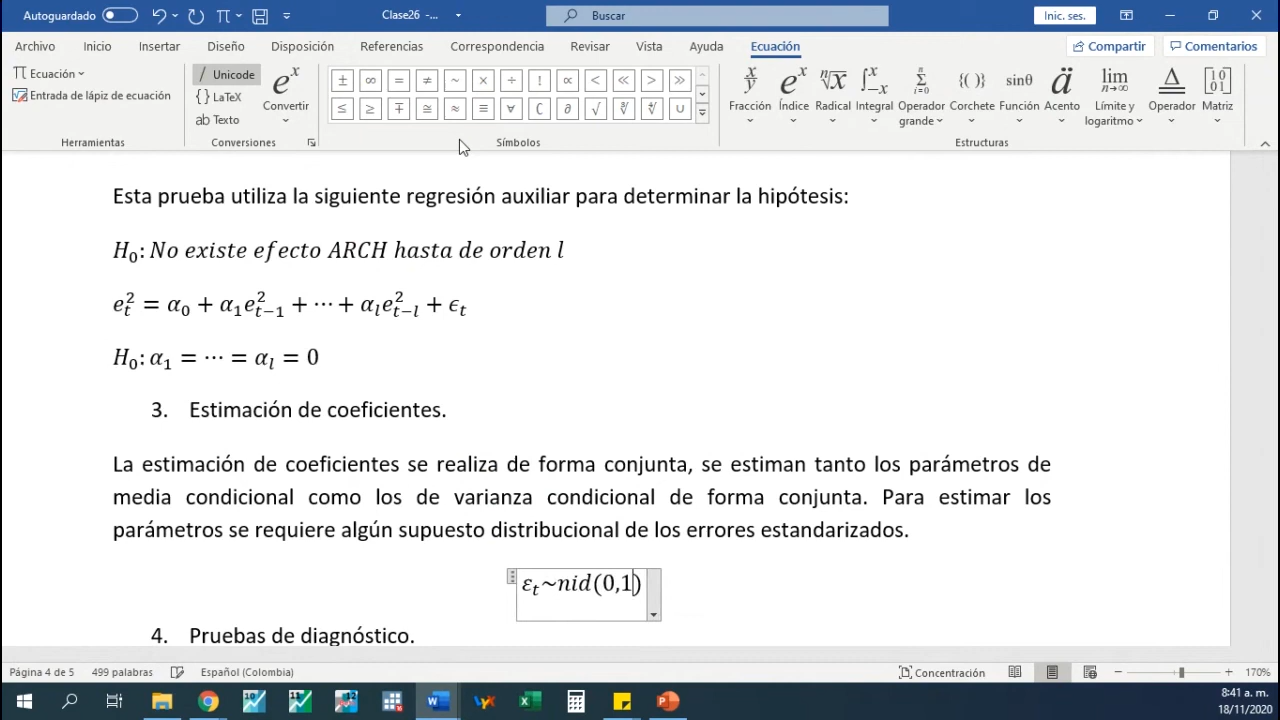 Autoguardado Clase26 -... Buscar Inic. ses.
Archivo Inicio Insertar Diseño Disposición Referencias Correspondencia Revisar Vista Ayuda Ecuación Compartir Comentarios
π Ecuación
Entrada de lápiz de ecuación
Unicode
{} LaTeX
ab Texto
eˣ Convertir
± ∞ = ≠ ~ × ÷ ! ∝ < ≪ > ≫
≤ ≥ ∓ ≅ ≈ ≡ ∀ ∁ ∂ √ ∛ ∜ ∪
Fracción Índice Radical Integral Operador grande Corchete Función Acento Límite y logaritmo Operador Matriz
Herramientas Conversiones Símbolos Estructuras
Esta prueba utiliza la siguiente regresión auxiliar para determinar la hipótesis:
H₀: No existe efecto ARCH hasta de orden l
e_t^2 = α₀ + α₁e_{t−1}^2 + ⋯ + α_l e_{t−l}^2 + ϵ_t
H₀: α₁ = ⋯ = α_l = 0
3. Estimación de coeficientes.
La estimación de coeficientes se realiza de forma conjunta, se estiman tanto los parámetros de
media condicional como los de varianza condicional de forma conjunta. Para estimar los
parámetros se requiere algún supuesto distribucional de los errores estandarizados.
ε_t~nid(0,1)
4. Pruebas de diagnóstico.
Página 4 de 5 499 palabras Español (Colombia) Concentración 170%
8:41 a. m.
18/11/2020